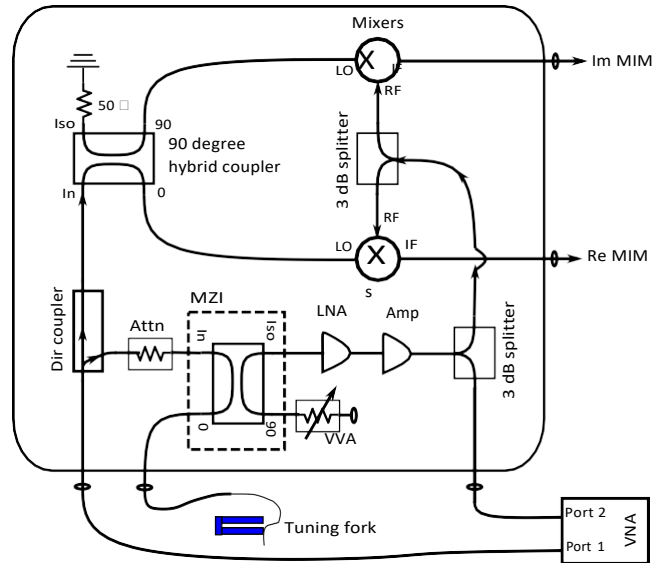 Mixers
LO
X
IF
Im MIM
RF
50 □
Iso
90
90 degree
hybrid coupler
In
0
3 dB splitter
RF
LO
IF
X
Re MIM
s
Dir coupler
MZI
Attn
In
Iso
LNA
Amp
3 dB splitter
0
90
VVA
Tuning fork
Port 2
Port 1
VNA